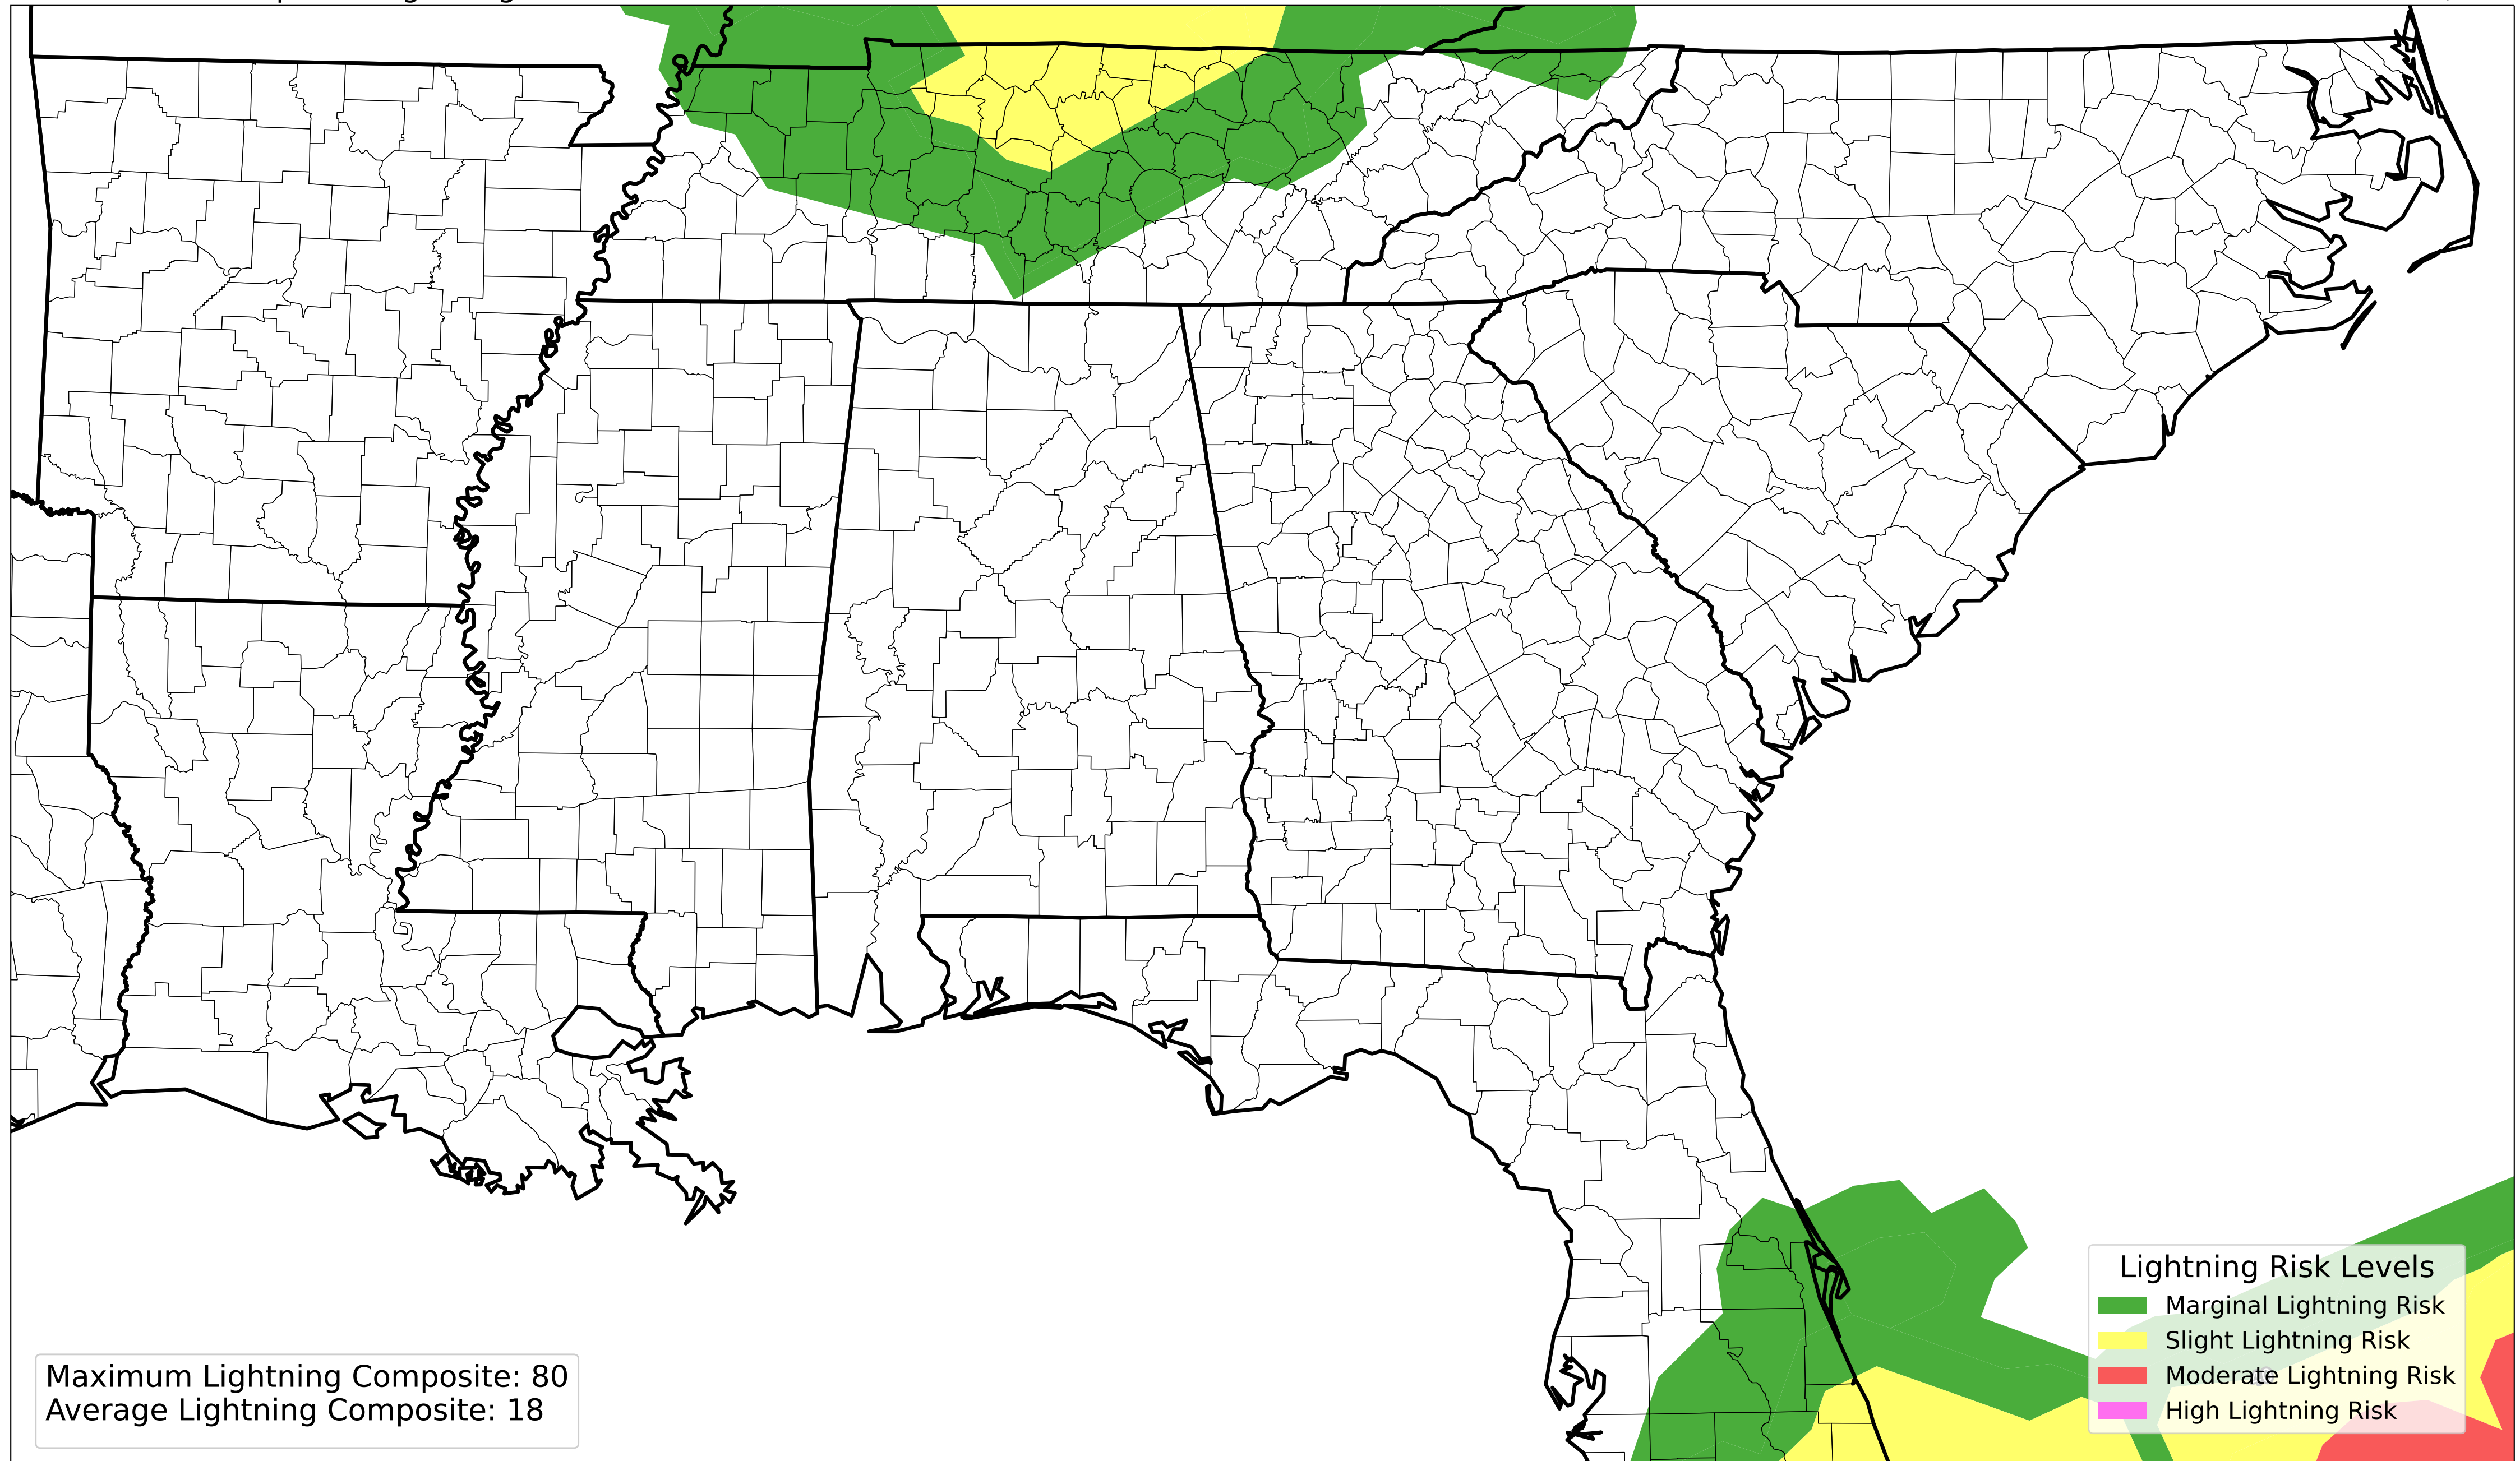 Lightning Risk Levels
Marginal Lightning Risk
Slight Lightning Risk
Moderate Lightning Risk
High Lightning Risk
Maximum Lightning Composite: 80
Average Lightning Composite: 18